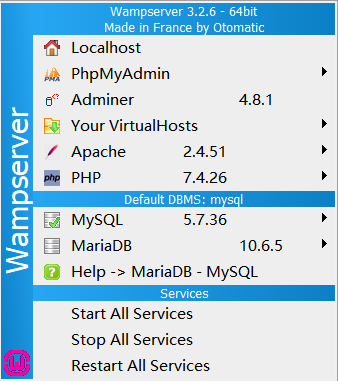 Wampserver 3.2.6 - 64bit
Made in France by Otomatic
Wampserver
Localhost
PhpMyAdmin
Adminer 4.8.1
Your VirtualHosts
Apache 2.4.51
php PHP 7.4.26
Default DBMS: mysql
MySQL 5.7.36
MariaDB 10.6.5
Help -> MariaDB - MySQL
Services
Start All Services
Stop All Services
Restart All Services